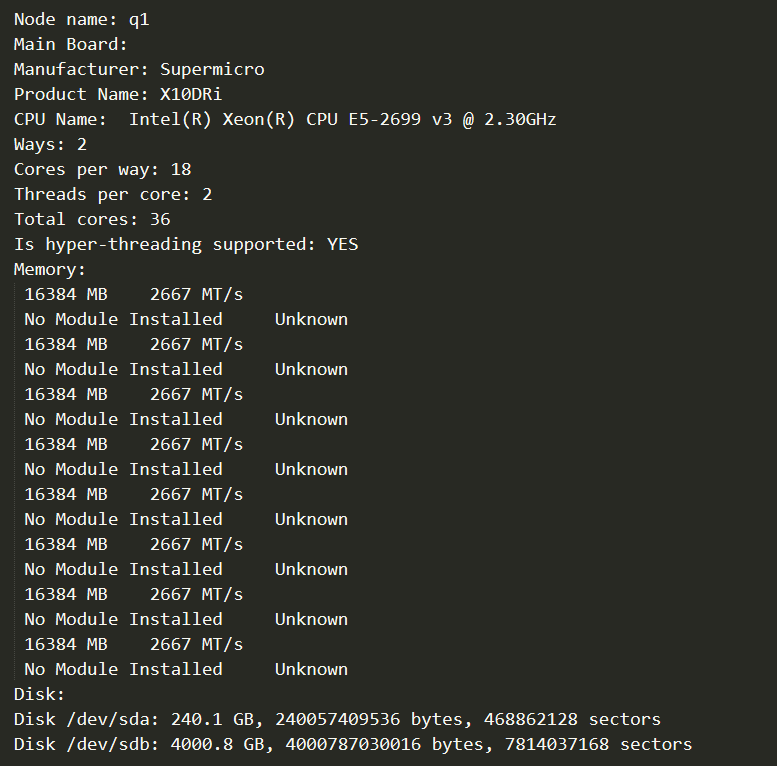 Node name: q1
Main Board:
Manufacturer: Supermicro
Product Name: X10DRi
CPU Name:  Intel(R) Xeon(R) CPU E5-2699 v3 @ 2.30GHz
Ways: 2
Cores per way: 18
Threads per core: 2
Total cores: 36
Is hyper-threading supported: YES
Memory:
 16384 MB    2667 MT/s
 No Module Installed     Unknown
 16384 MB    2667 MT/s
 No Module Installed     Unknown
 16384 MB    2667 MT/s
 No Module Installed     Unknown
 16384 MB    2667 MT/s
 No Module Installed     Unknown
 16384 MB    2667 MT/s
 No Module Installed     Unknown
 16384 MB    2667 MT/s
 No Module Installed     Unknown
 16384 MB    2667 MT/s
 No Module Installed     Unknown
 16384 MB    2667 MT/s
 No Module Installed     Unknown
Disk:
Disk /dev/sda: 240.1 GB, 240057409536 bytes, 468862128 sectors
Disk /dev/sdb: 4000.8 GB, 4000787030016 bytes, 7814037168 sectors